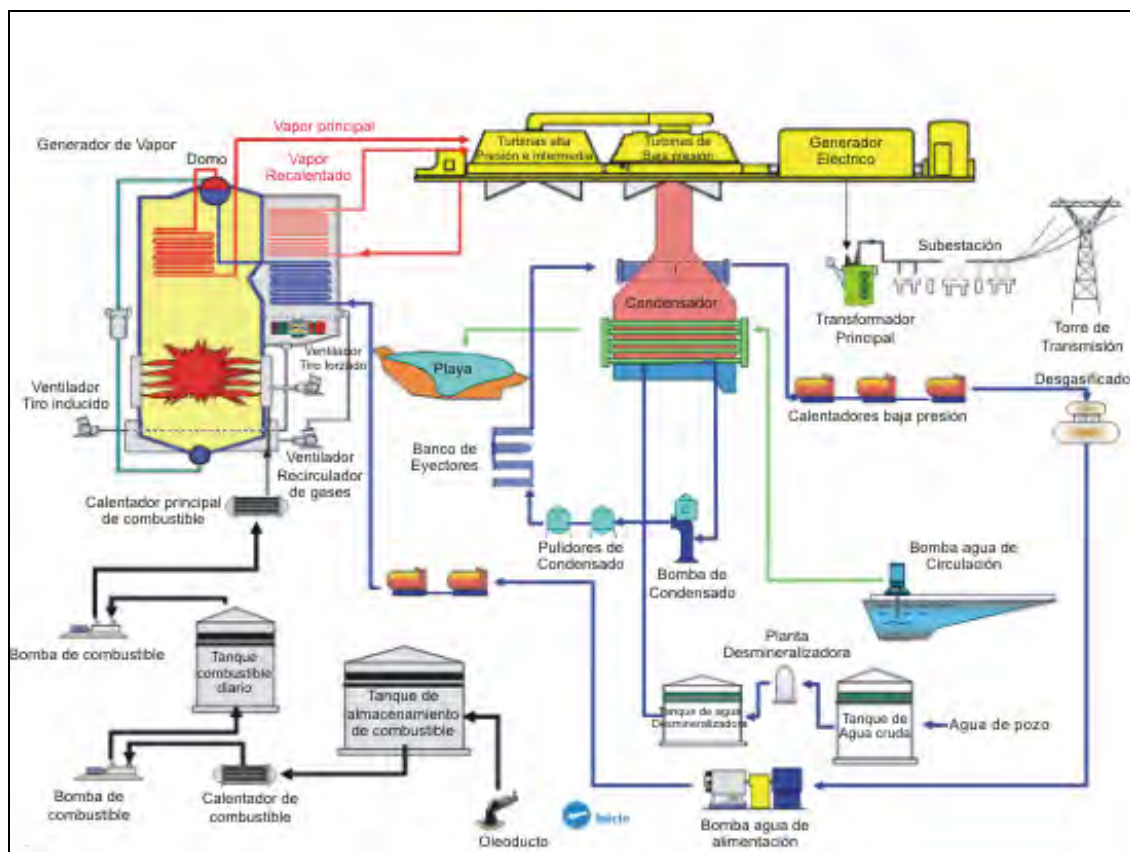 Generador de Vapor
Domo
Vapor principal
Vapor
Recalentado
Turbinas alta
Presión e intermedia
Turbinas de
Baja presión
Generador
Eléctrico
Subestación
Transformador
Principal
Torre de
Transmisión
Condensador
Playa
Ventilador
Tiro forzado
Ventilador
Tiro inducido
Ventilador
Recirculador
de gases
Calentadores baja presión
Desgasificado
Banco de
Eyectores
Calentador principal
de combustible
Pulidores de
Condensado
Bomba de
Condensado
Bomba agua de
Circulación
Bomba de combustible
Tanque
combustible
diario
Tanque de
almacenamiento
de combustible
Planta
Desmineralizadora
Tanque de agua
Desmineralizadora
Tanque de
Agua cruda
Agua de pozo
Bomba de
combustible
Calentador de
combustible
Oleoducto
Inicio
Bomba agua de
alimentación